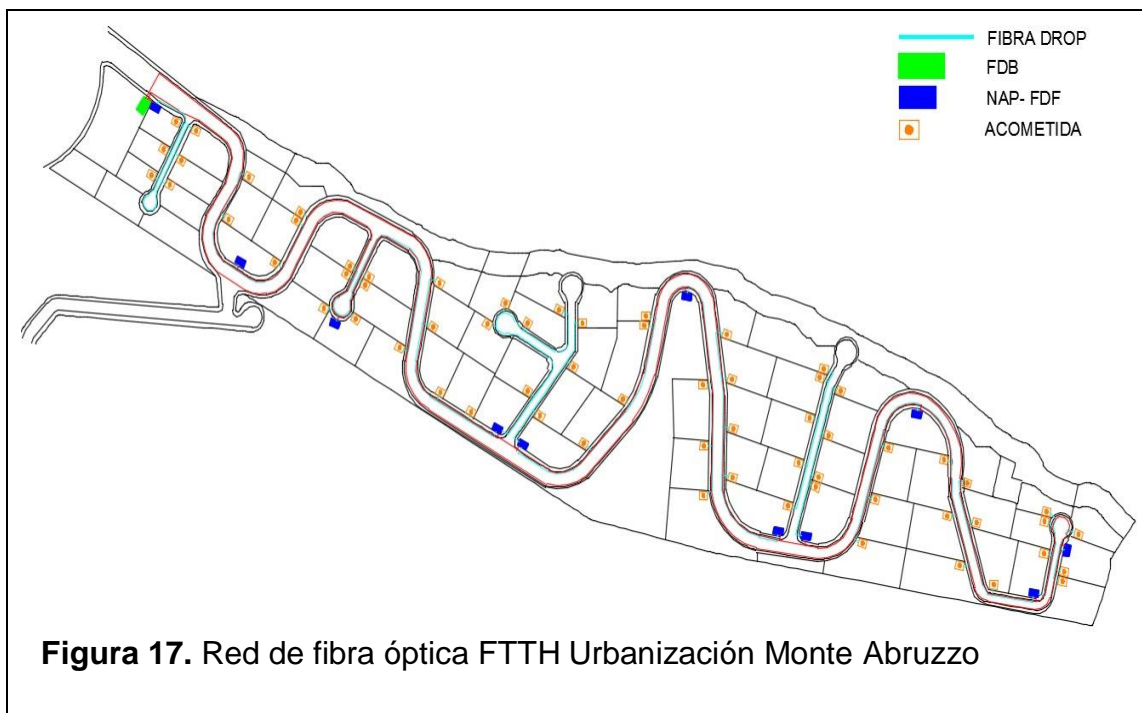 FIBRA DROP
FDB
NAP- FDF
ACOMETIDA
Figura 17. Red de fibra óptica FTTH Urbanización Monte Abruzzo